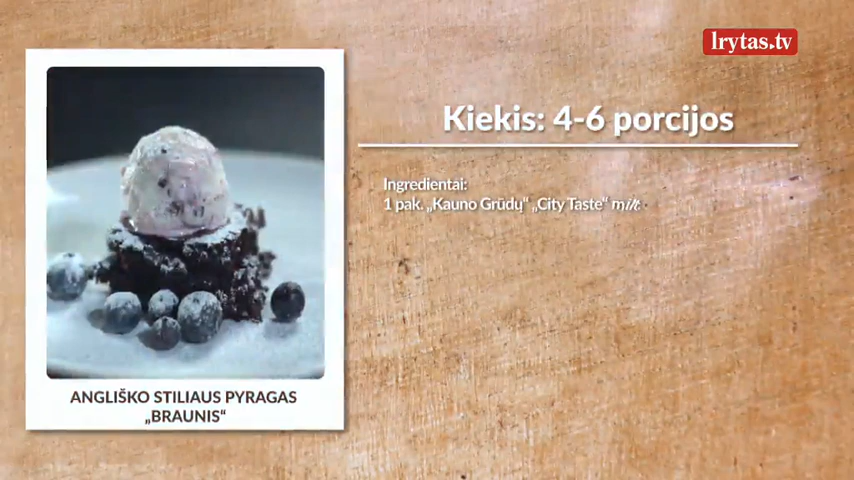 lrytas.tv
Kiekis: 4-6 porcijos
Ingredientai:
1 pak. „Kauno Grūdų“ „City Taste“
ANGLIŠKO STILIAUS PYRAGAS
„BRAUNIS“